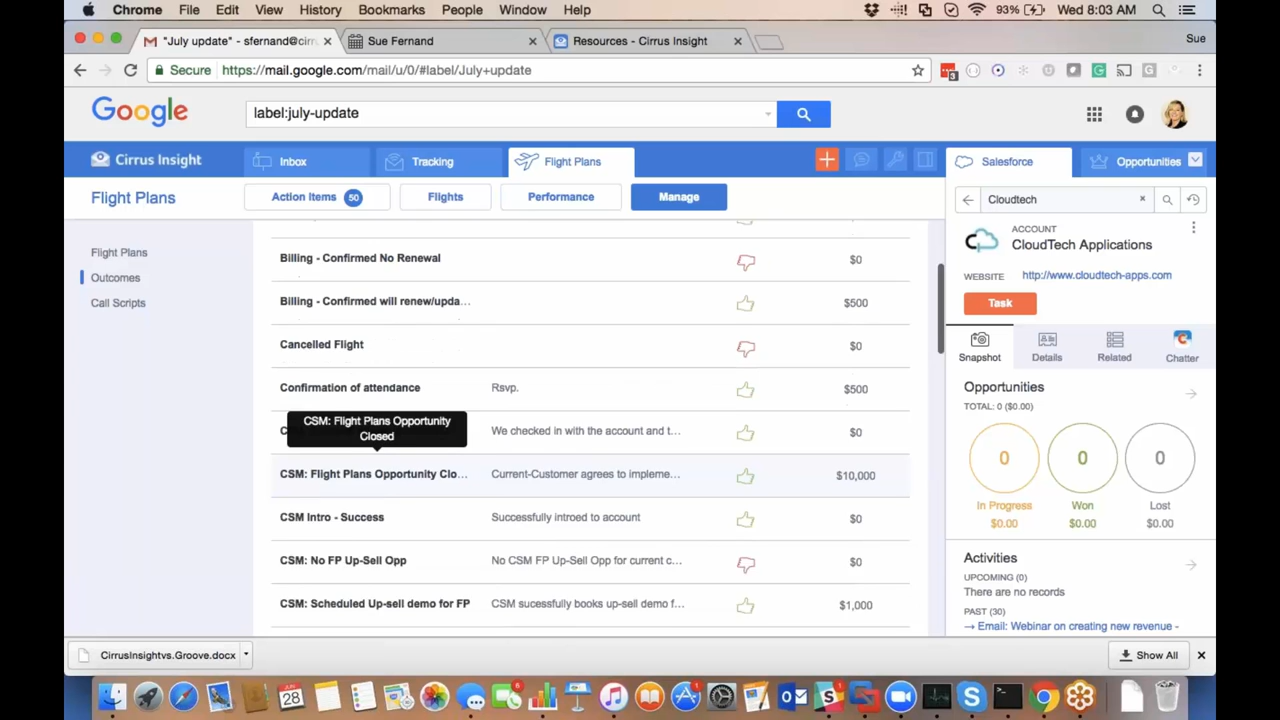 Chrome File Edit View History Bookmarks People Window Help 93% Wed 8:03 AM
"July update" - sfernand@cirr Sue Fernand Resources - Cirrus Insight Sue
Secure https://mail.google.com/mail/u/0/#label/July+update 3
Google label:july-update
Cirrus Insight Inbox Tracking Flight Plans Salesforce Opportunities
Flight Plans Action Items 50 Flights Performance Manage
Flight Plans
Outcomes
Call Scripts
Billing - Confirmed No Renewal $0
Billing - Confirmed will renew/upda... $500
Cancelled Flight $0
Confirmation of attendance Rsvp. $500
CSM: Flight Plans Opportunity
Closed
C We checked in with the account and t... $0
CSM: Flight Plans Opportunity Clo... Current-Customer agrees to impleme... $10,000
CSM Intro - Success Successfully introed to account $0
CSM: No FP Up-Sell Opp No CSM FP Up-Sell Opp for current c... $0
CSM: Scheduled Up-sell demo for FP CSM sucessfully books up-sell demo f... $1,000
Cloudtech
ACCOUNT
CloudTech Applications
WEBSITE http://www.cloudtech-apps.com
Task
Snapshot Details Related Chatter
Opportunities
TOTAL: 0 ($0.00)
0 0 0
In Progress Won Lost
$0.00 $0.00 $0.00
Activities
UPCOMING (0)
There are no records
PAST (30)
→ Email: Webinar on creating new revenue -
CirrusInsightvs.Groove.docx Show All
28